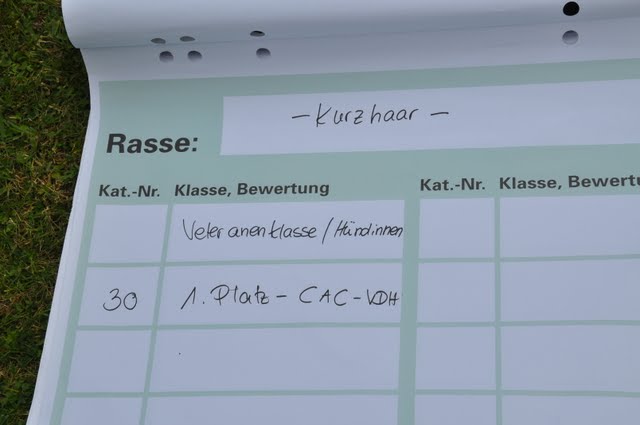 - Kurzhaar -
Rasse:
Kat.-Nr. Klasse, Bewertung Kat.-Nr. Klasse, Bewertu
Veteranenklasse / Hündinnen
30 1. Platz - CAC-VDH